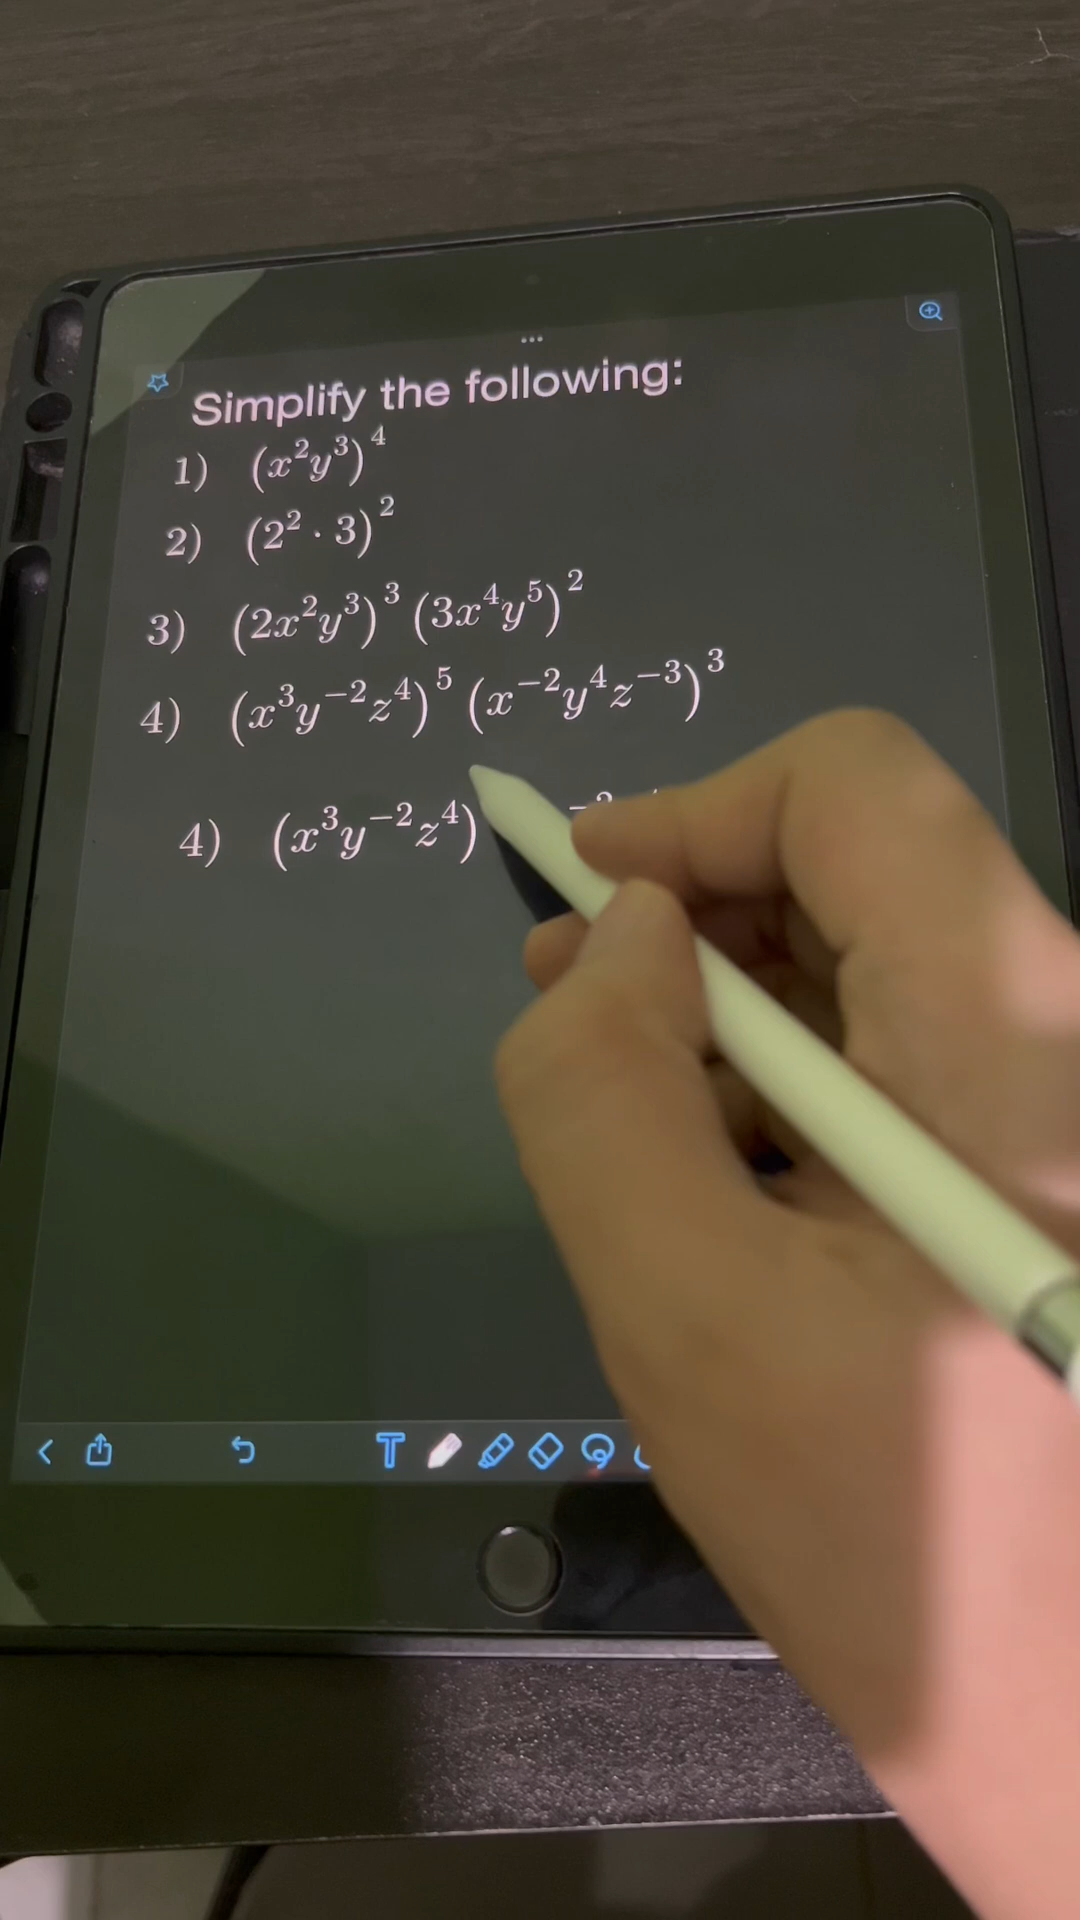 Simplify the following:
1) (x²y³)⁴
2) (2² · 3)²
3) (2x²y³)³ (3x⁴y⁵)²
4) (x³y⁻²z⁴)⁵ (x⁻²y⁴z⁻³)³
4) (x³y⁻²z⁴)
T